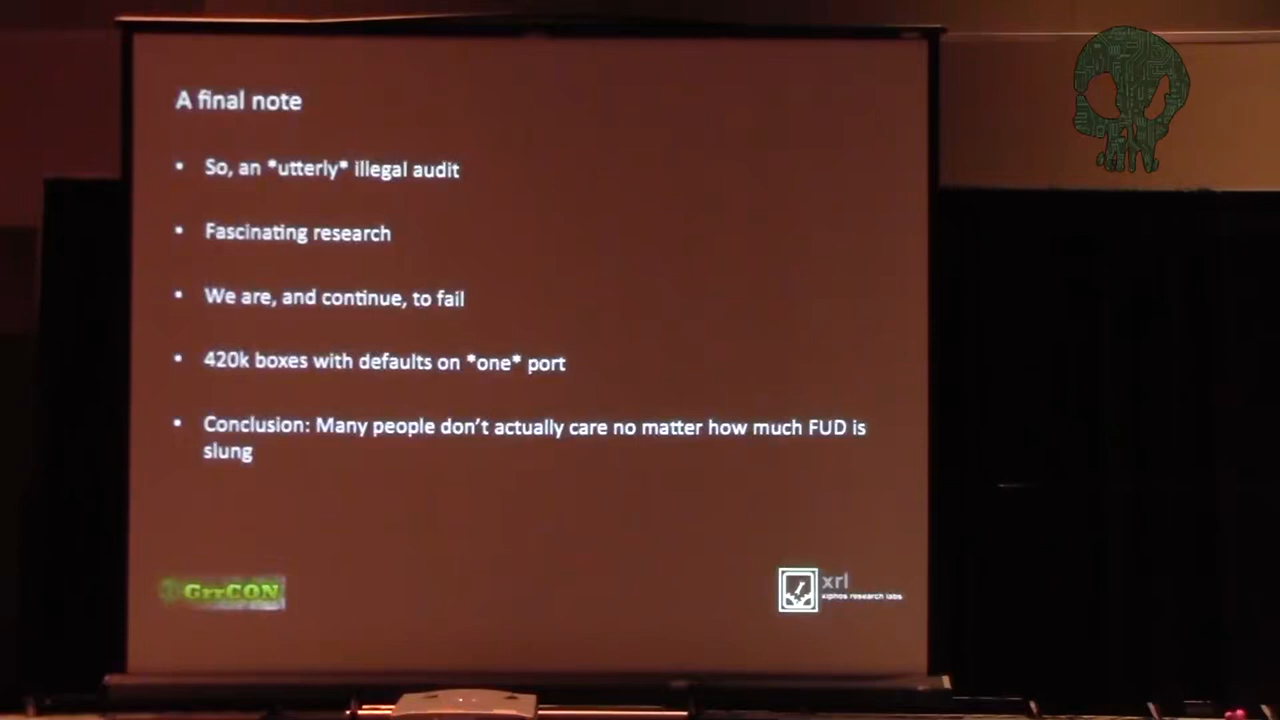 A final note
• So, an *utterly* illegal audit
• Fascinating research
• We are, and continue, to fail
• 420k boxes with defaults on *one* port
• Conclusion: Many people don't actually care no matter how much FUD is
slung
GrrCON
xrl
xiphos research labs